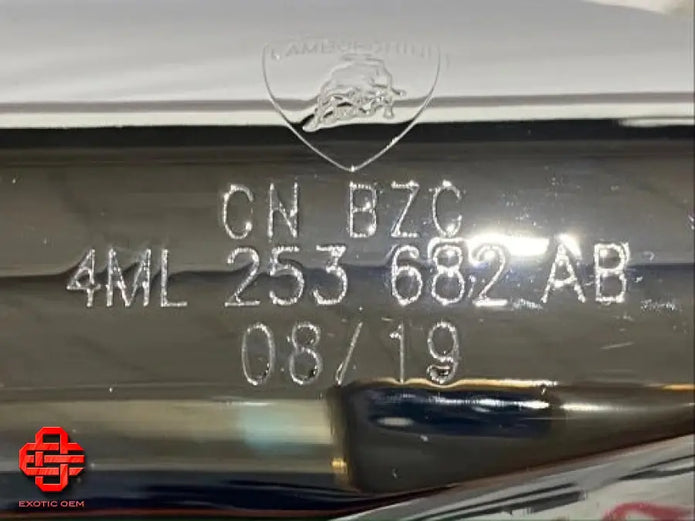 LAMBORGHINI
CN BZC
4ML 253 682 AB
08/19
EXOTIC OEM